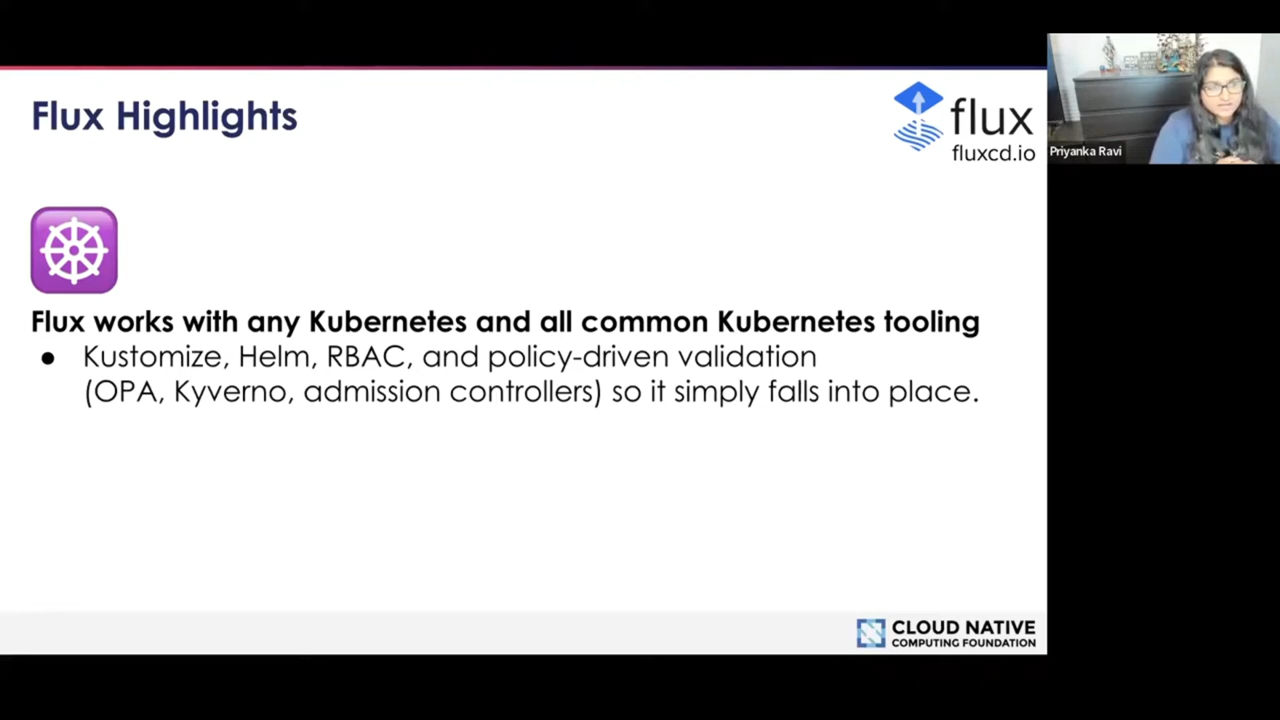 Flux Highlights
flux
fluxcd.io
Priyanka Ravi
Flux works with any Kubernetes and all common Kubernetes tooling
● Kustomize, Helm, RBAC, and policy-driven validation
(OPA, Kyverno, admission controllers) so it simply falls into place.
CLOUD NATIVE
COMPUTING FOUNDATION